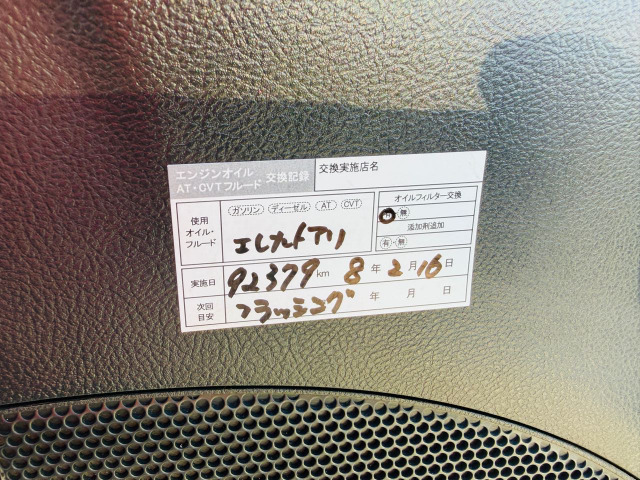 エンジンオイル
AT・CVTフルード 交換記録
交換実施店名
使用
オイル・
フルード
ガソリン ディーゼル AT CVT
エレメントアリ
オイルフィルター交換
有・無
添加剤追加
有・無
実施日 92379km 8年2月16日
次回
目安
フラッシング 年 月 日